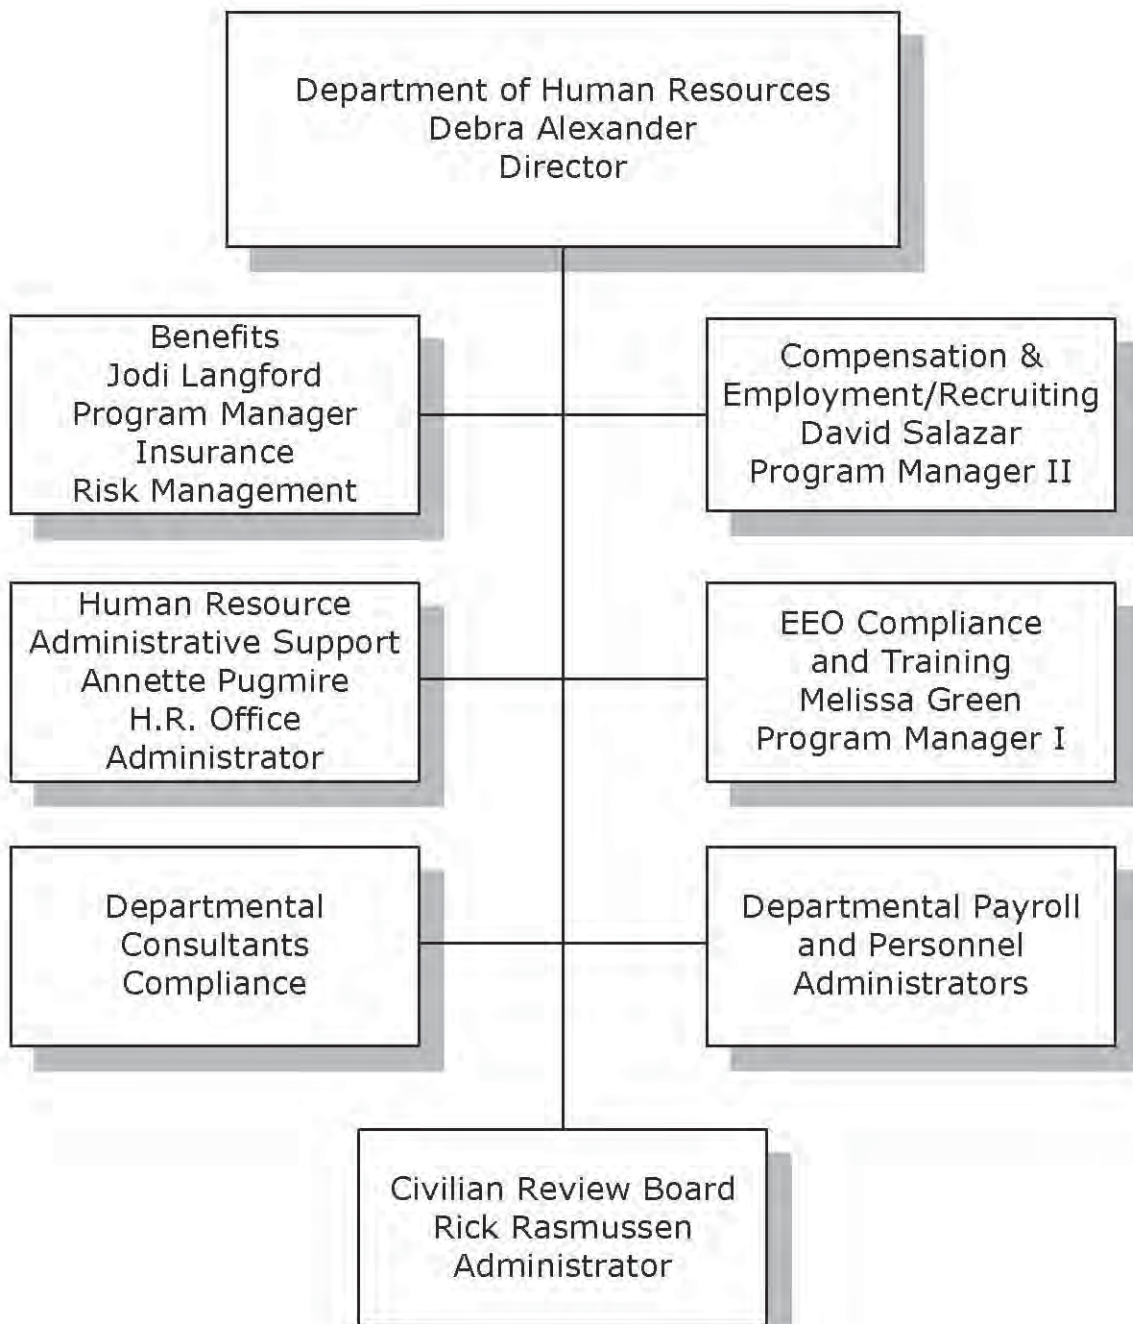 Department of Human Resources
Debra Alexander
Director
Benefits
Jodi Langford
Program Manager
Insurance
Risk Management
Compensation &
Employment/Recruiting
David Salazar
Program Manager II
Human Resource
Administrative Support
Annette Pugmire
H.R. Office
Administrator
EEO Compliance
and Training
Melissa Green
Program Manager I
Departmental
Consultants
Compliance
Departmental Payroll
and Personnel
Administrators
Civilian Review Board
Rick Rasmussen
Administrator